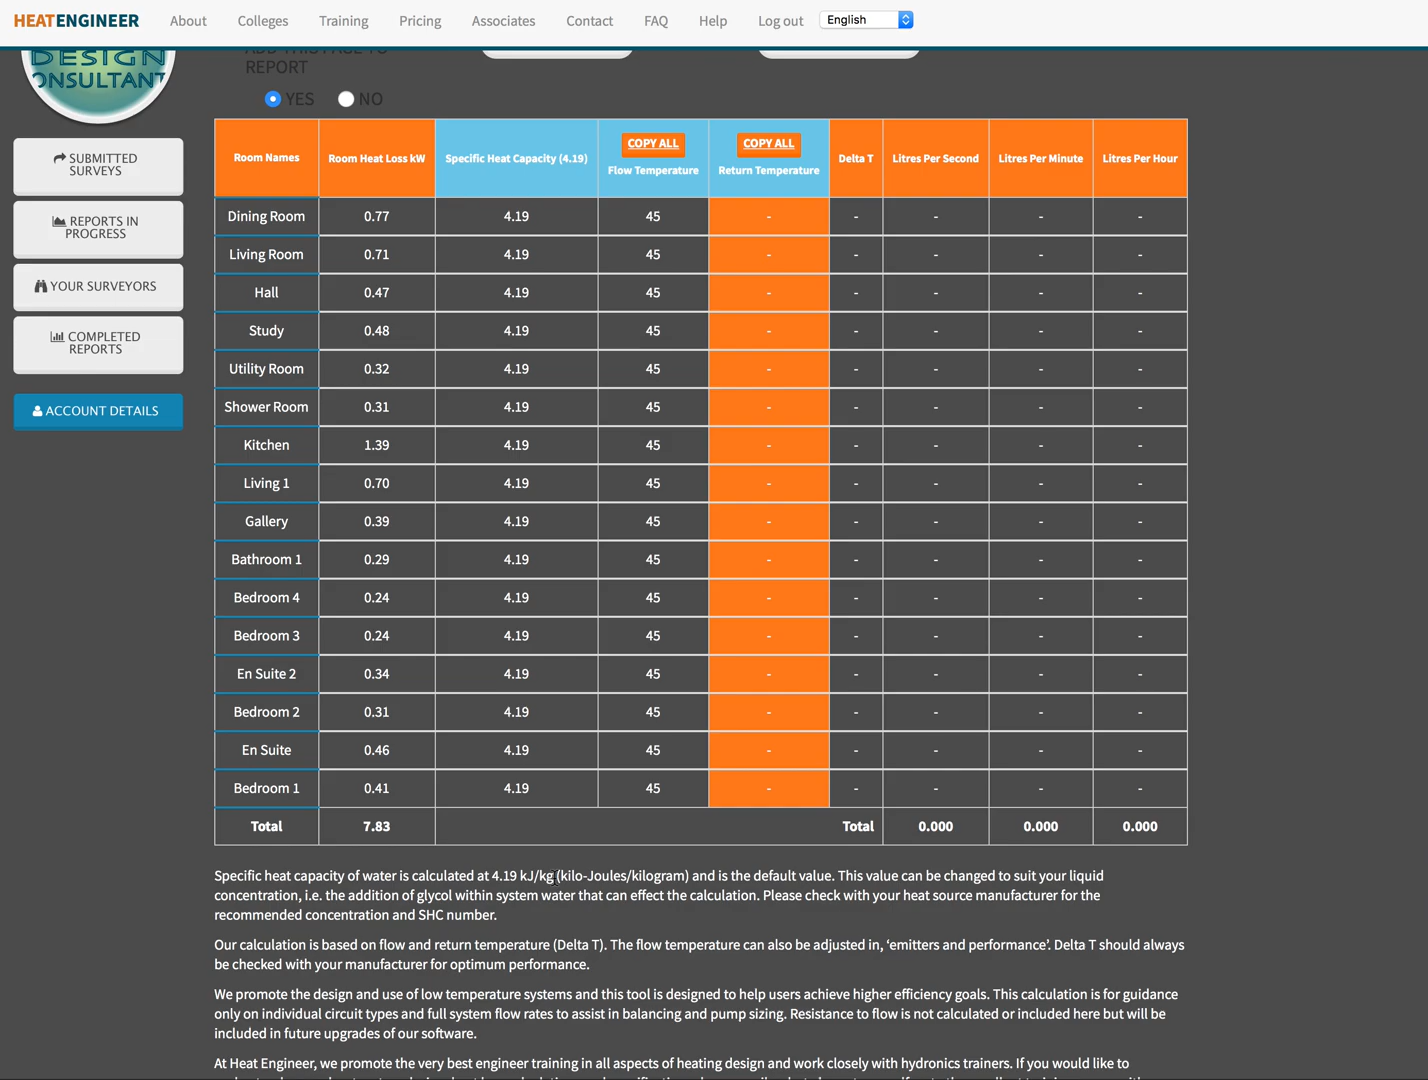 HEATENGINEER About Colleges Training Pricing Associates Contact FAQ Help Log out English
DESIGN
ONSULTANT
REPORT
YES NO
SUBMITTED
SURVEYS
REPORTS IN
PROGRESS
YOUR SURVEYORS
COMPLETED
REPORTS
ACCOUNT DETAILS
COPY ALL COPY ALL
Room Names Room Heat Loss kW Specific Heat Capacity (4.19) Flow Temperature Return Temperature Delta T Litres Per Second Litres Per Minute Litres Per Hour
Dining Room 0.77 4.19 45 - - - - -
Living Room 0.71 4.19 45 - - - - -
Hall 0.47 4.19 45 - - - - -
Study 0.48 4.19 45 - - - - -
Utility Room 0.32 4.19 45 - - - - -
Shower Room 0.31 4.19 45 - - - - -
Kitchen 1.39 4.19 45 - - - - -
Living 1 0.70 4.19 45 - - - - -
Gallery 0.39 4.19 45 - - - - -
Bathroom 1 0.29 4.19 45 - - - - -
Bedroom 4 0.24 4.19 45 - - - - -
Bedroom 3 0.24 4.19 45 - - - - -
En Suite 2 0.34 4.19 45 - - - - -
Bedroom 2 0.31 4.19 45 - - - - -
En Suite 0.46 4.19 45 - - - - -
Bedroom 1 0.41 4.19 45 - - - - -
Total 7.83 Total 0.000 0.000 0.000
Specific heat capacity of water is calculated at 4.19 kJ/kg (kilo-Joules/kilogram) and is the default value. This value can be changed to suit your liquid
concentration, i.e. the addition of glycol within system water that can effect the calculation. Please check with your heat source manufacturer for the
recommended concentration and SHC number.
Our calculation is based on flow and return temperature (Delta T). The flow temperature can also be adjusted in, ‘emitters and performance’. Delta T should always
be checked with your manufacturer for optimum performance.
We promote the design and use of low temperature systems and this tool is designed to help users achieve higher efficiency goals. This calculation is for guidance
only on individual circuit types and full system flow rates to assist in balancing and pump sizing. Resistance to flow is not calculated or included here but will be
included in future upgrades of our software.
At Heat Engineer, we promote the very best engineer training in all aspects of heating design and work closely with hydronics trainers. If you would like to